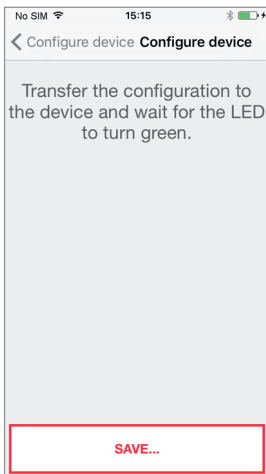 No SIM 15:15
Configure device Configure device
Transfer the configuration to
the device and wait for the LED
to turn green.
SAVE...